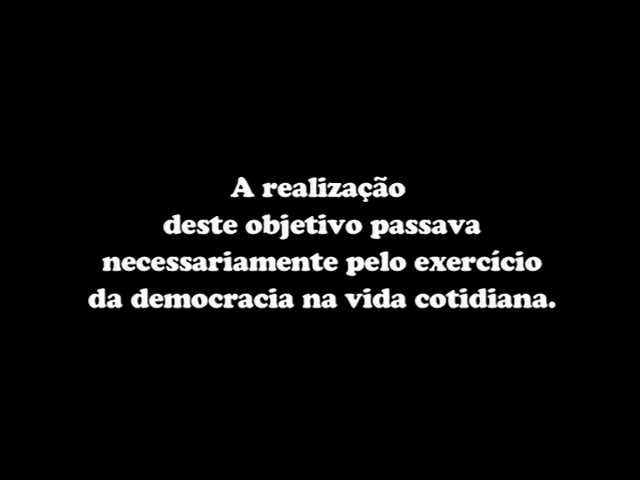 A realização
deste objetivo passava
necessariamente pelo exercício
da democracia na vida cotidiana.